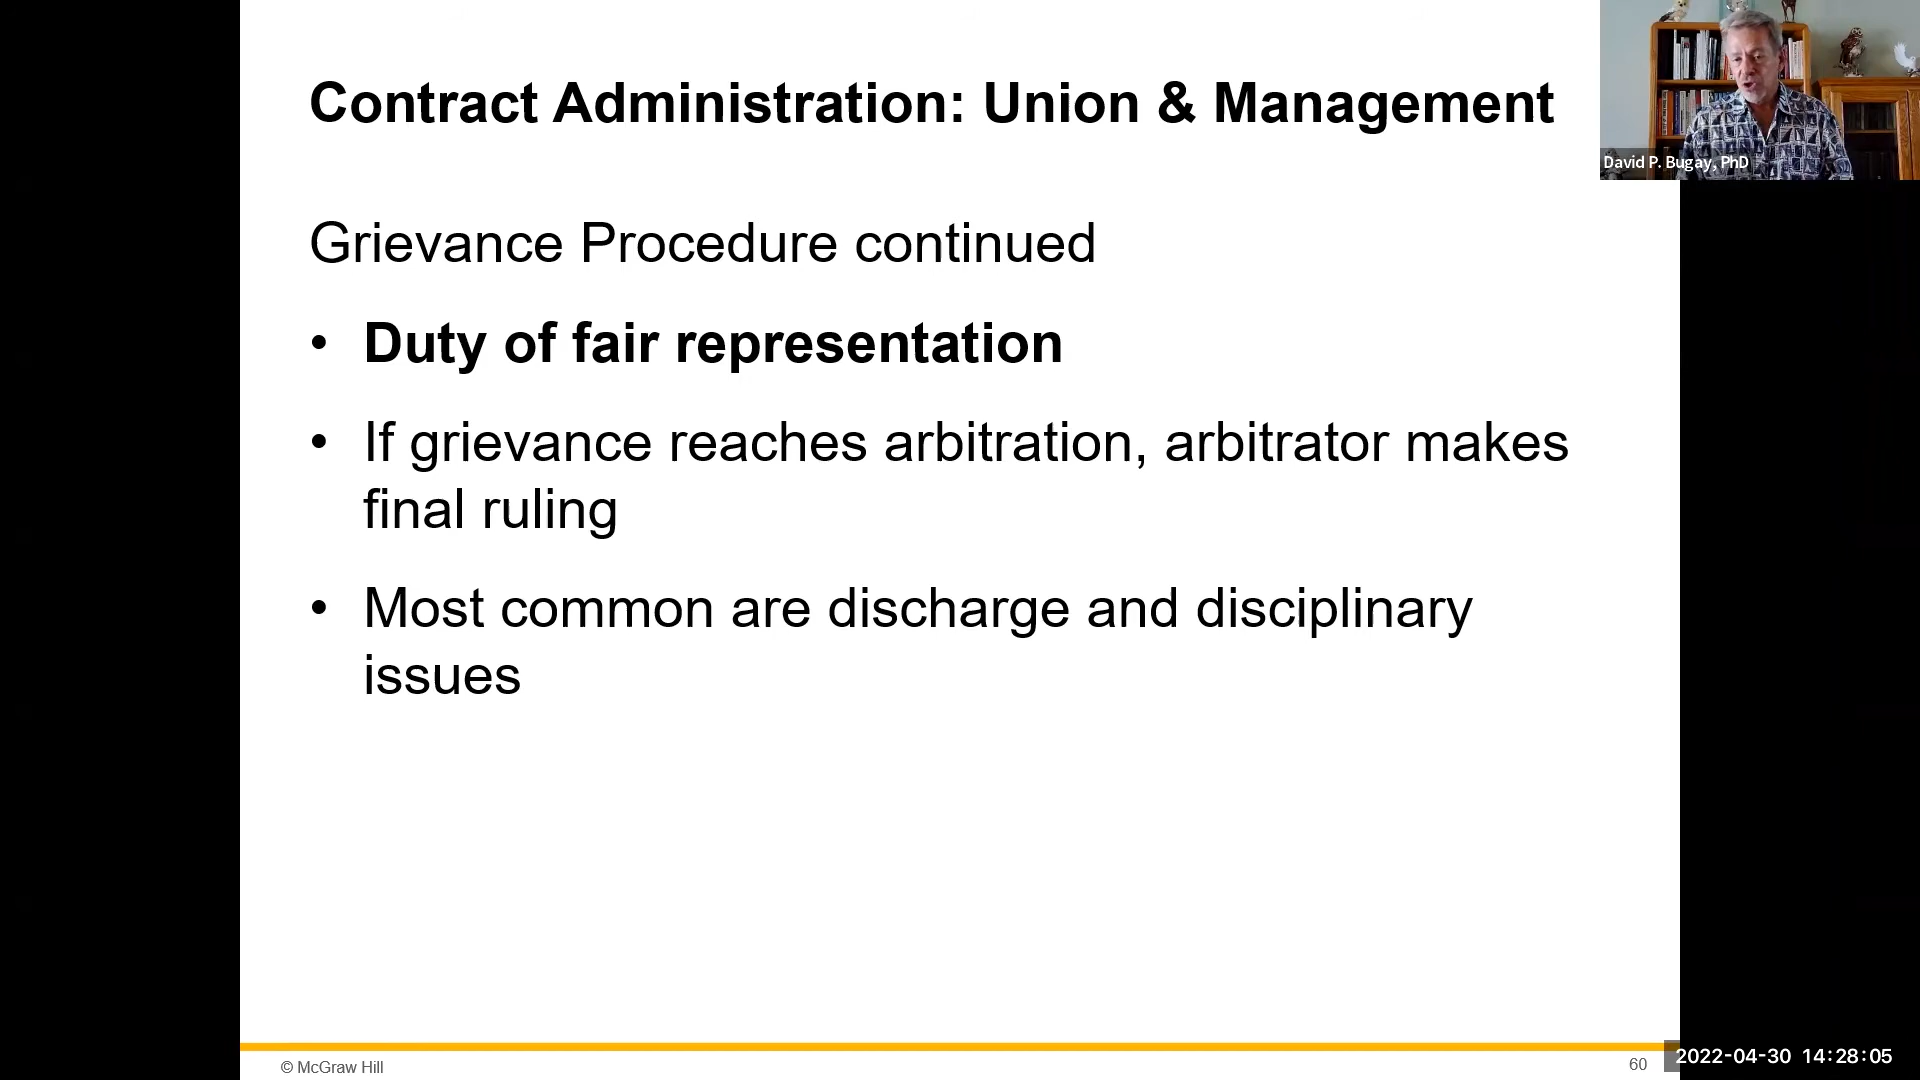 Contract Administration: Union & Management
David P. Bugay, PhD
Grievance Procedure continued
• Duty of fair representation
• If grievance reaches arbitration, arbitrator makes
final ruling
• Most common are discharge and disciplinary
issues
© McGraw Hill
60
2022-04-30 14:28:05